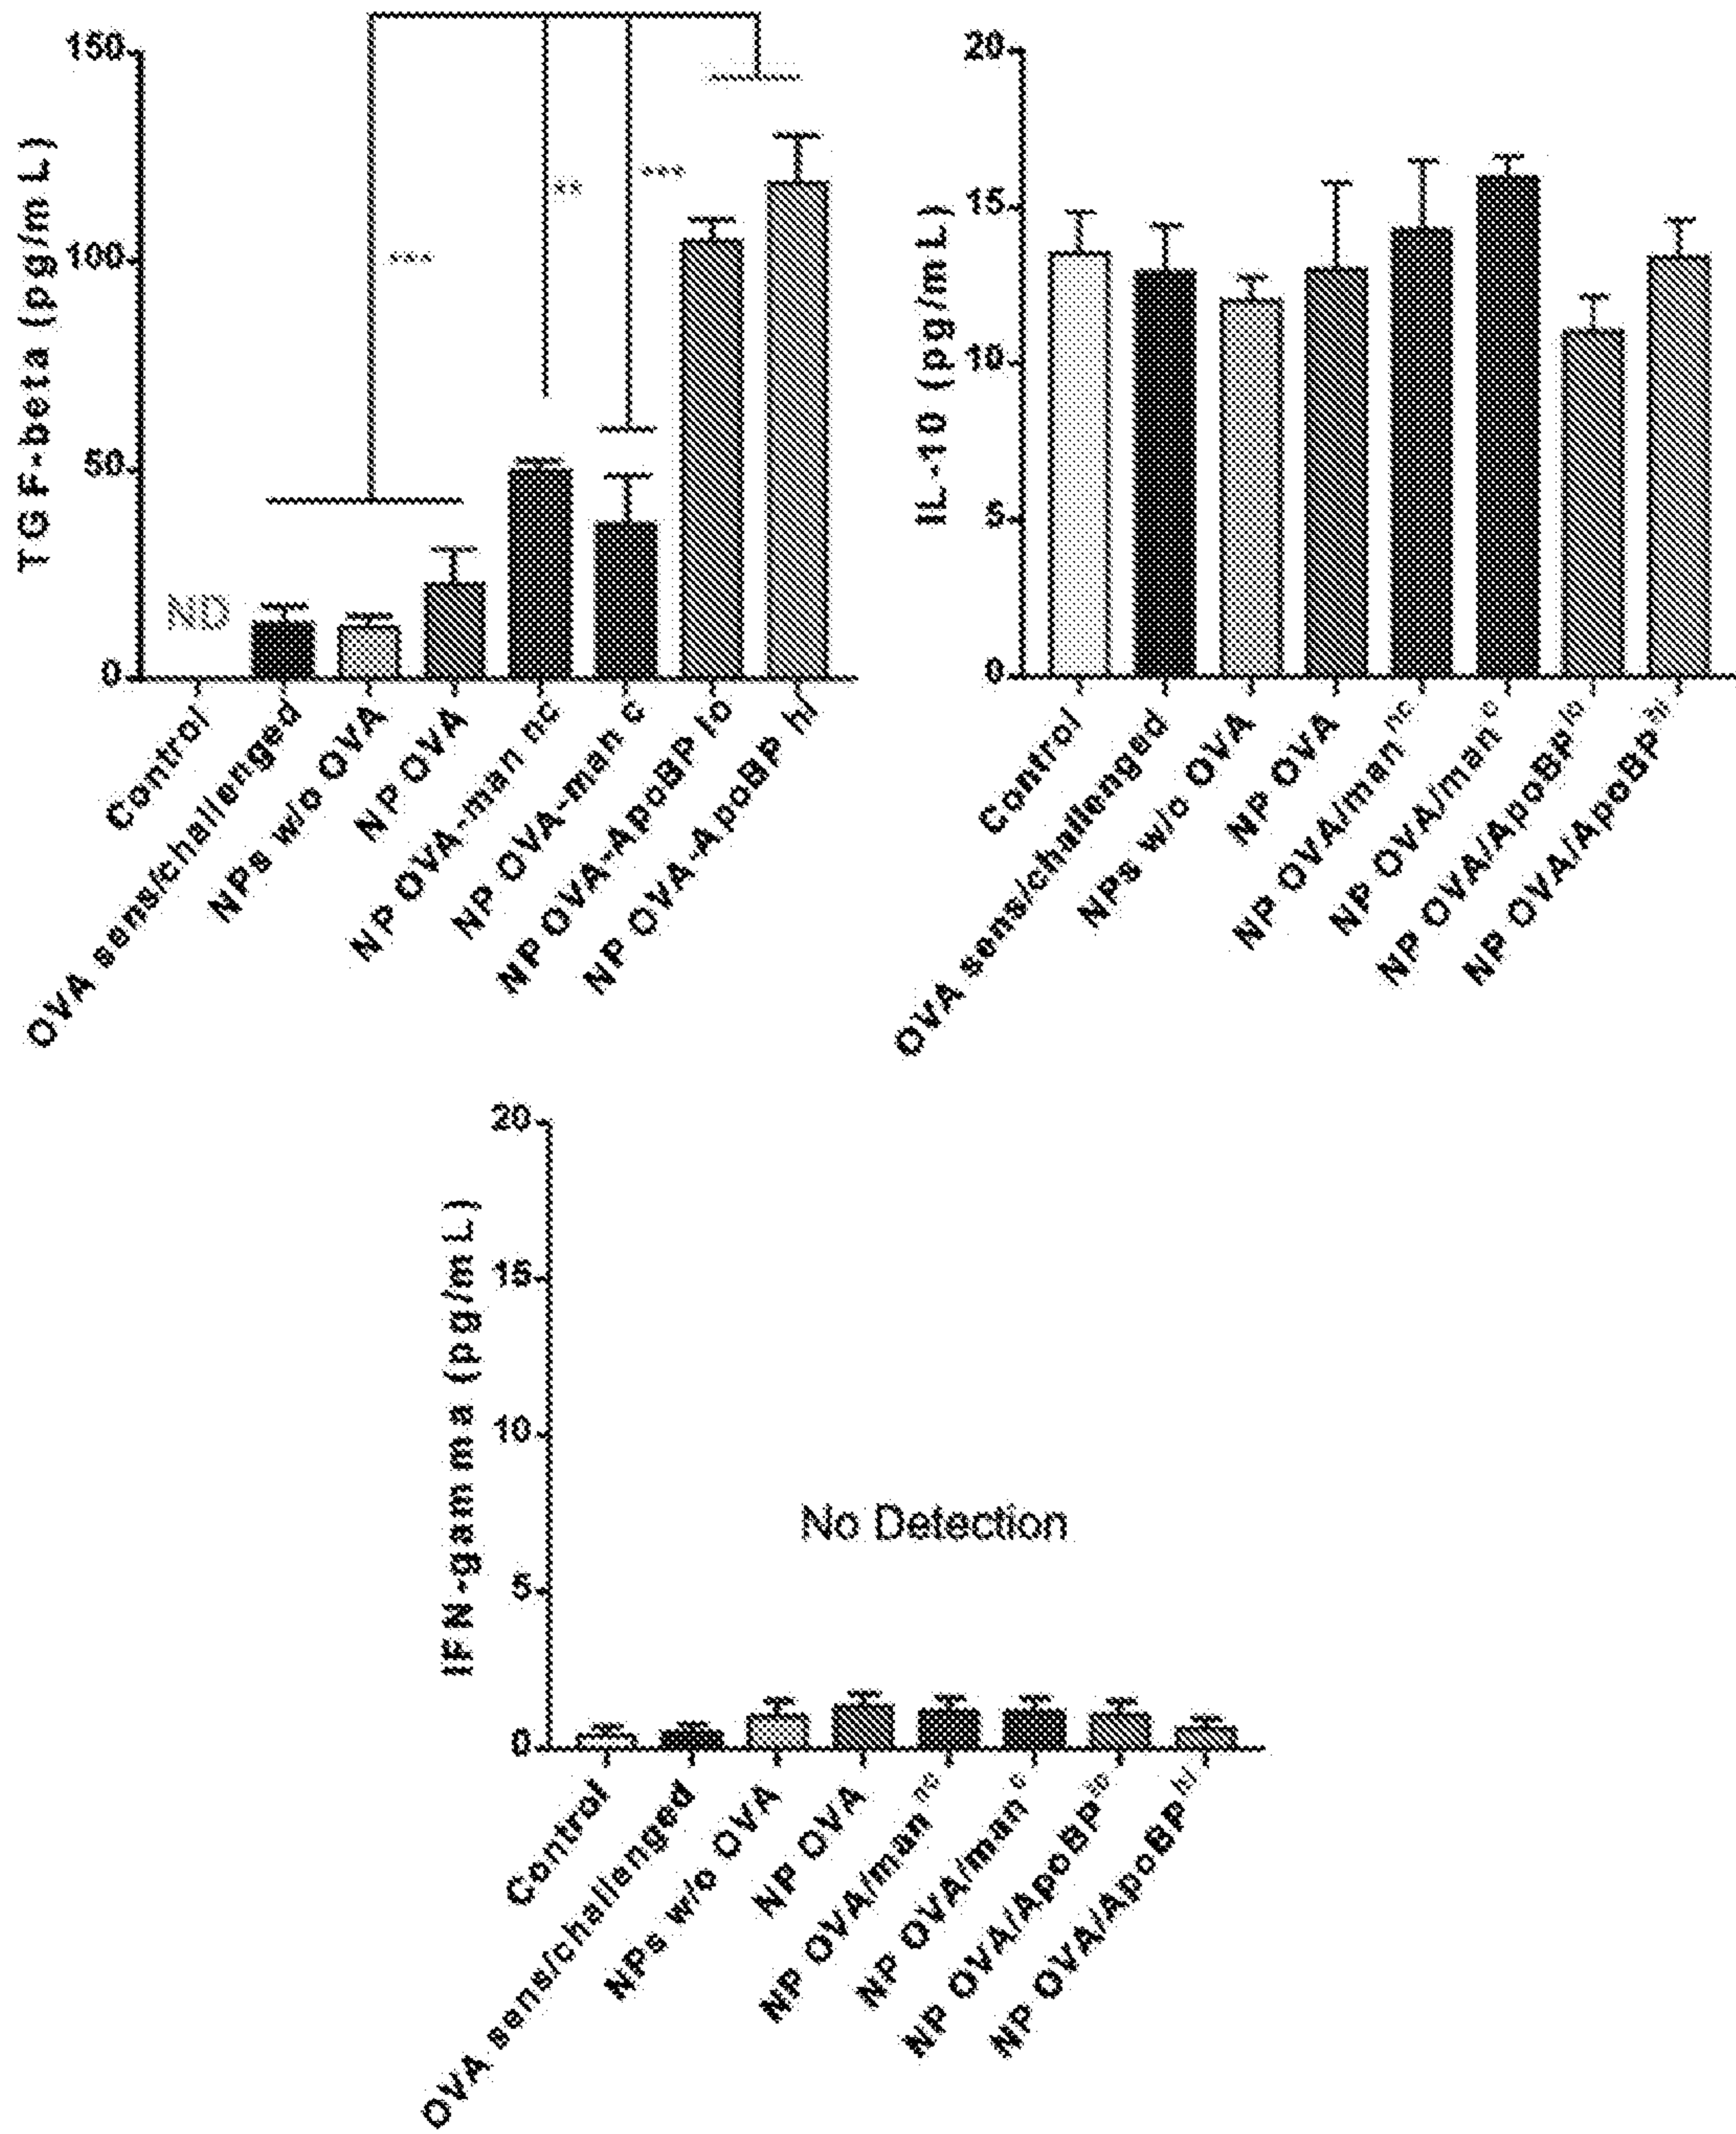 TGF-beta (pg/mL)
150
100
50
0
***
**
***
ND
Control
OVA sens/challenged
NPs w/o OVA
NP OVA
NP OVA-man nc
NP OVA-man c
NP OVA-ApoBP lo
NP OVA-ApoBP hi
IL-10 (pg/mL)
20
15
10
5
0
Control
OVA sens/challenged
NPs w/o OVA
NP OVA
NP OVA/man nc
NP OVA/man c
NP OVA/ApoBP lo
NP OVA/ApoBP hi
IFN-gamma (pg/mL)
20
15
10
5
0
No Detection
Control
OVA sens/challenged
NPs w/o OVA
NP OVA
NP OVA/man nc
NP OVA/man c
NP OVA/ApoBP lo
NP OVA/ApoBP hi